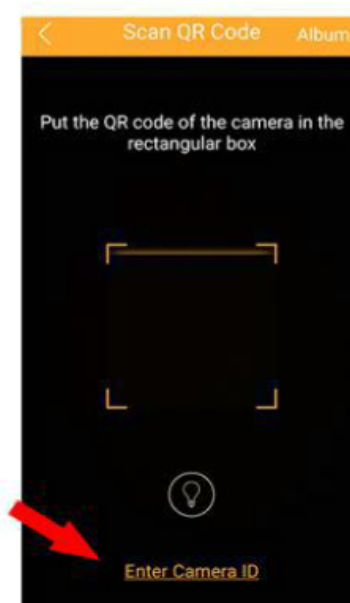 Scan QR Code Album
Put the QR code of the camera in the
rectangular box
Enter Camera ID